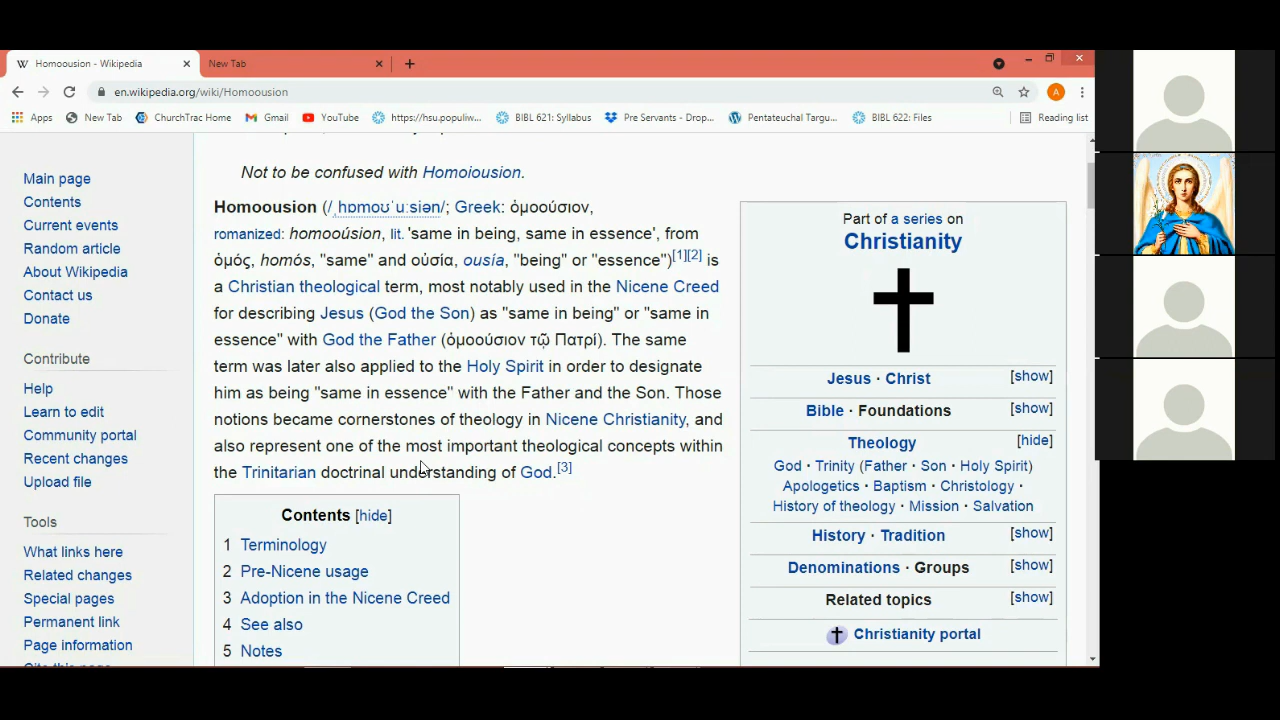 Homoousion - Wikipedia
New Tab
en.wikipedia.org/wiki/Homoousion
A
Apps
New Tab
ChurchTrac Home
Gmail
YouTube
https://hsu.populiw...
BIBL 621: Syllabus
Pre Servants - Drop...
Pentateuchal Targu...
BIBL 622: Files
Reading list
Main page
Contents
Current events
Random article
About Wikipedia
Contact us
Donate
Contribute
Help
Learn to edit
Community portal
Recent changes
Upload file
Tools
What links here
Related changes
Special pages
Permanent link
Page information
Cite this page
Not to be confused with Homoiousion.
Homoousion (/ˌhɒmoʊˈuːsiən/; Greek: ὁμοούσιον,
romanized: homooúsion, lit. 'same in being, same in essence', from
ὁμός, homós, "same" and οὐσία, ousía, "being" or "essence")[1][2] is
a Christian theological term, most notably used in the Nicene Creed
for describing Jesus (God the Son) as "same in being" or "same in
essence" with God the Father (ὁμοούσιον τῷ Πατρί). The same
term was later also applied to the Holy Spirit in order to designate
him as being "same in essence" with the Father and the Son. Those
notions became cornerstones of theology in Nicene Christianity, and
also represent one of the most important theological concepts within
the Trinitarian doctrinal understanding of God.[3]
Contents [hide]
1 Terminology
2 Pre-Nicene usage
3 Adoption in the Nicene Creed
4 See also
5 Notes
Part of a series on
Christianity
Jesus · Christ [show]
Bible · Foundations [show]
Theology [hide]
God · Trinity (Father · Son · Holy Spirit)
Apologetics · Baptism · Christology ·
History of theology · Mission · Salvation
History · Tradition [show]
Denominations · Groups [show]
Related topics [show]
Christianity portal